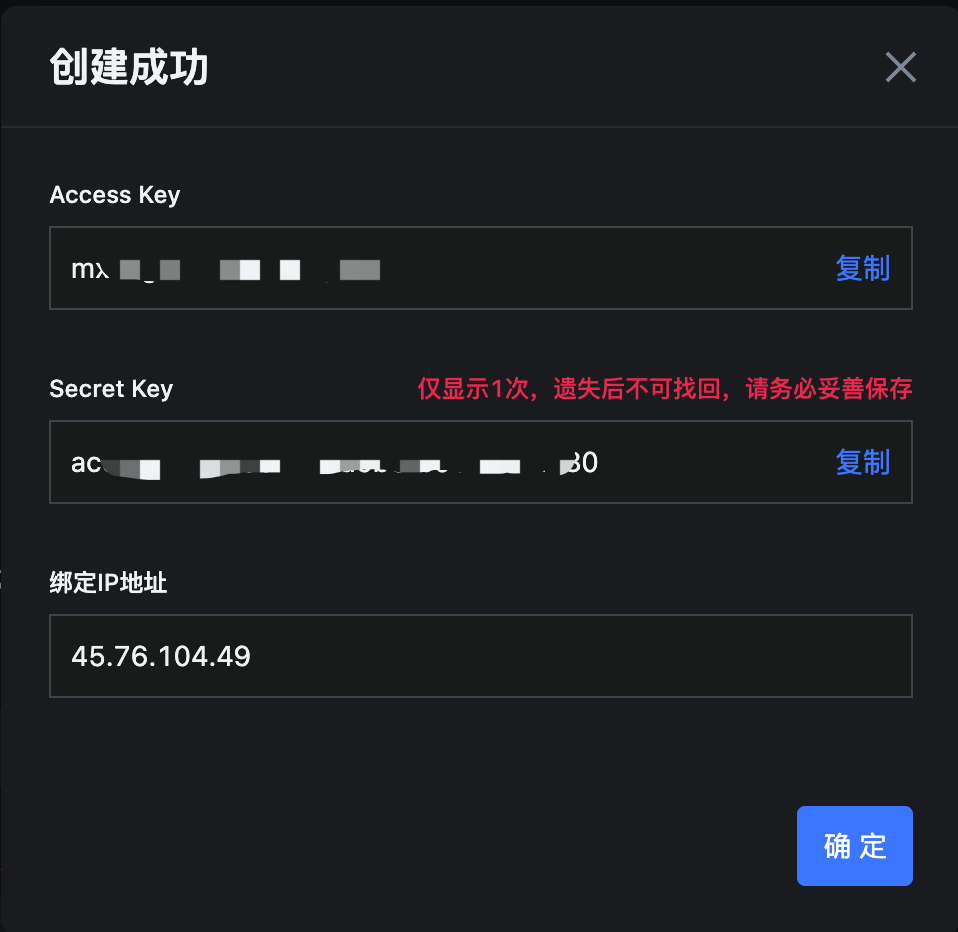 创建成功
Access Key
mx
复制
Secret Key
仅显示1次，遗失后不可找回，请务必妥善保存
ac
30
复制
绑定IP地址
45.76.104.49
确 定